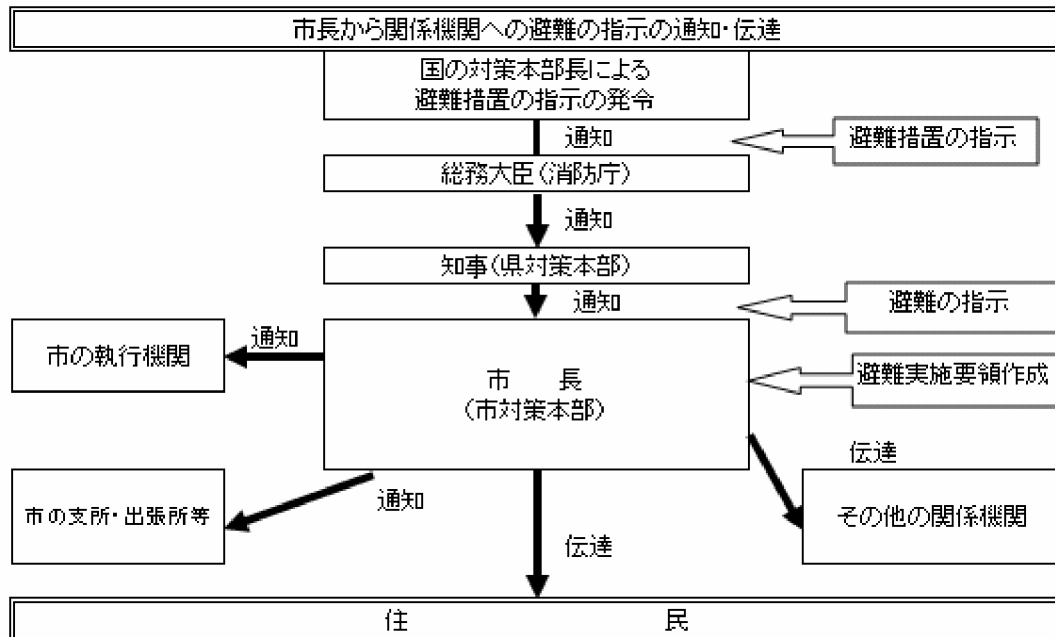 市長から関係機関への避難の指示の通知・伝達
国の対策本部長による
避難措置の指示の発令
通知
避難措置の指示
総務大臣(消防庁)
通知
知事(県対策本部)
通知
避難の指示
市の執行機関
通知
市　　長
(市対策本部)
避難実施要領作成
市の支所・出張所等
通知
伝達
伝達
その他の関係機関
住　　民